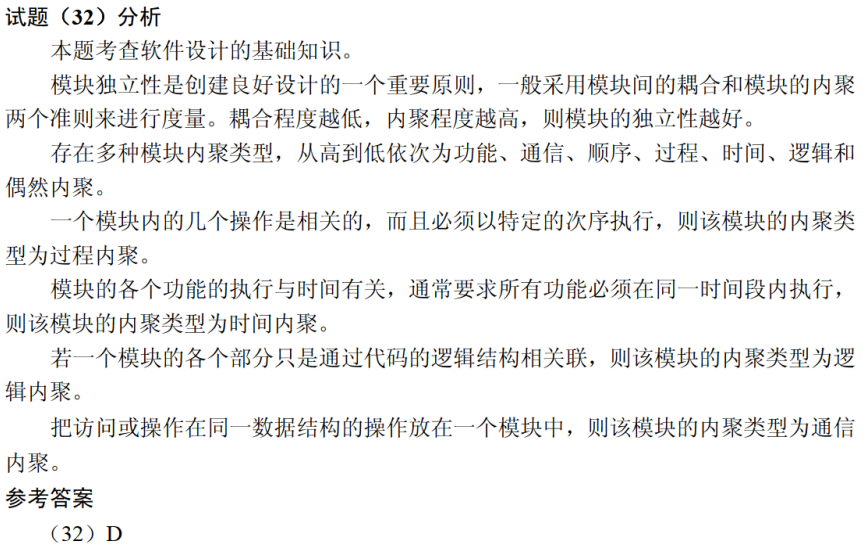 试题（32）分析
本题考查软件设计的基础知识。
模块独立性是创建良好设计的一个重要原则，一般采用模块间的耦合和模块的内聚
两个准则来进行度量。耦合程度越低，内聚程度越高，则模块的独立性越好。
存在多种模块内聚类型，从高到低依次为功能、通信、顺序、过程、时间、逻辑和
偶然内聚。
一个模块内的几个操作是相关的，而且必须以特定的次序执行，则该模块的内聚类
型为过程内聚。
模块的各个功能的执行与时间有关，通常要求所有功能必须在同一时间段内执行，
则该模块的内聚类型为时间内聚。
若一个模块的各个部分只是通过代码的逻辑结构相关联，则该模块的内聚类型为逻
辑内聚。
把访问或操作在同一数据结构的操作放在一个模块中，则该模块的内聚类型为通信
内聚。
参考答案
（32）D